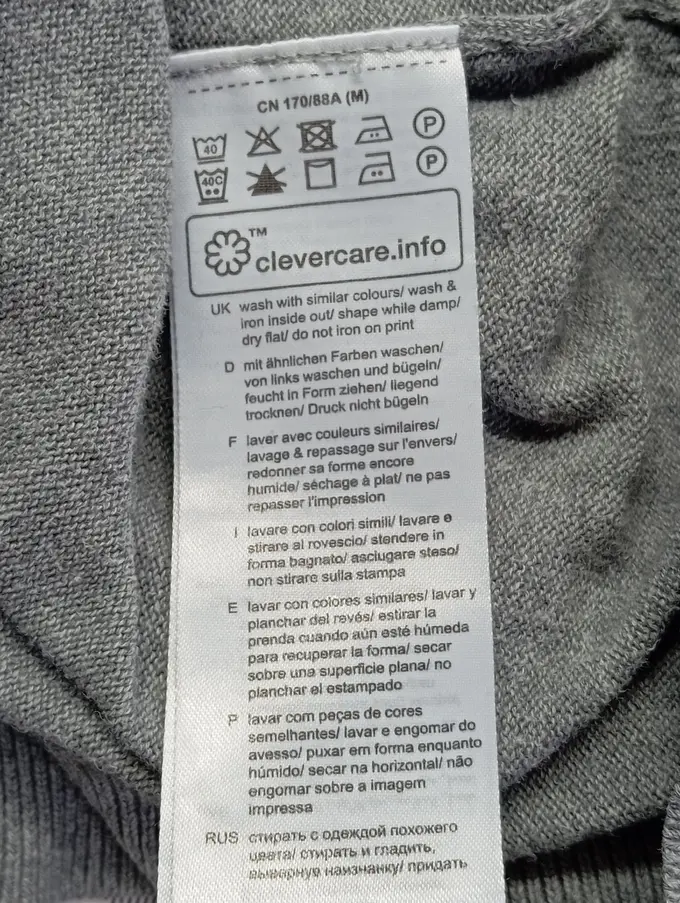 CN 170/88A (M)
40 P
40C P
TM
clevercare.info
UK wash with similar colours/ wash &
iron inside out/ shape while damp/
dry flat/ do not iron on print
D mit ähnlichen Farben waschen/
von links waschen und bügeln/
feucht in Form ziehen/ liegend
trocknen/ Druck nicht bügeln
F laver avec couleurs similaires/
lavage & repassage sur l'envers/
redonner sa forme encore
humide/ séchage à plat/ ne pas
repasser l'impression
I lavare con colori simili/ lavare e
stirare al rovescio/ stendere in
forma bagnato/ asciugare steso/
non stirare sulla stampa
E lavar con colores similares/ lavar y
planchar del revés/ estirar la
prenda cuando aún esté húmeda
para recuperar la forma/ secar
sobre una superficie plana/ no
planchar el estampado
P lavar com peças de cores
semelhantes/ lavar e engomar do
avesso/ puxar em forma enquanto
húmido/ secar na horizontal/ não
engomar sobre a imagem
impressa
RUS стирать с одеждой похожего
цвета/ стирать и гладить,
вывернув наизнанку/ придать